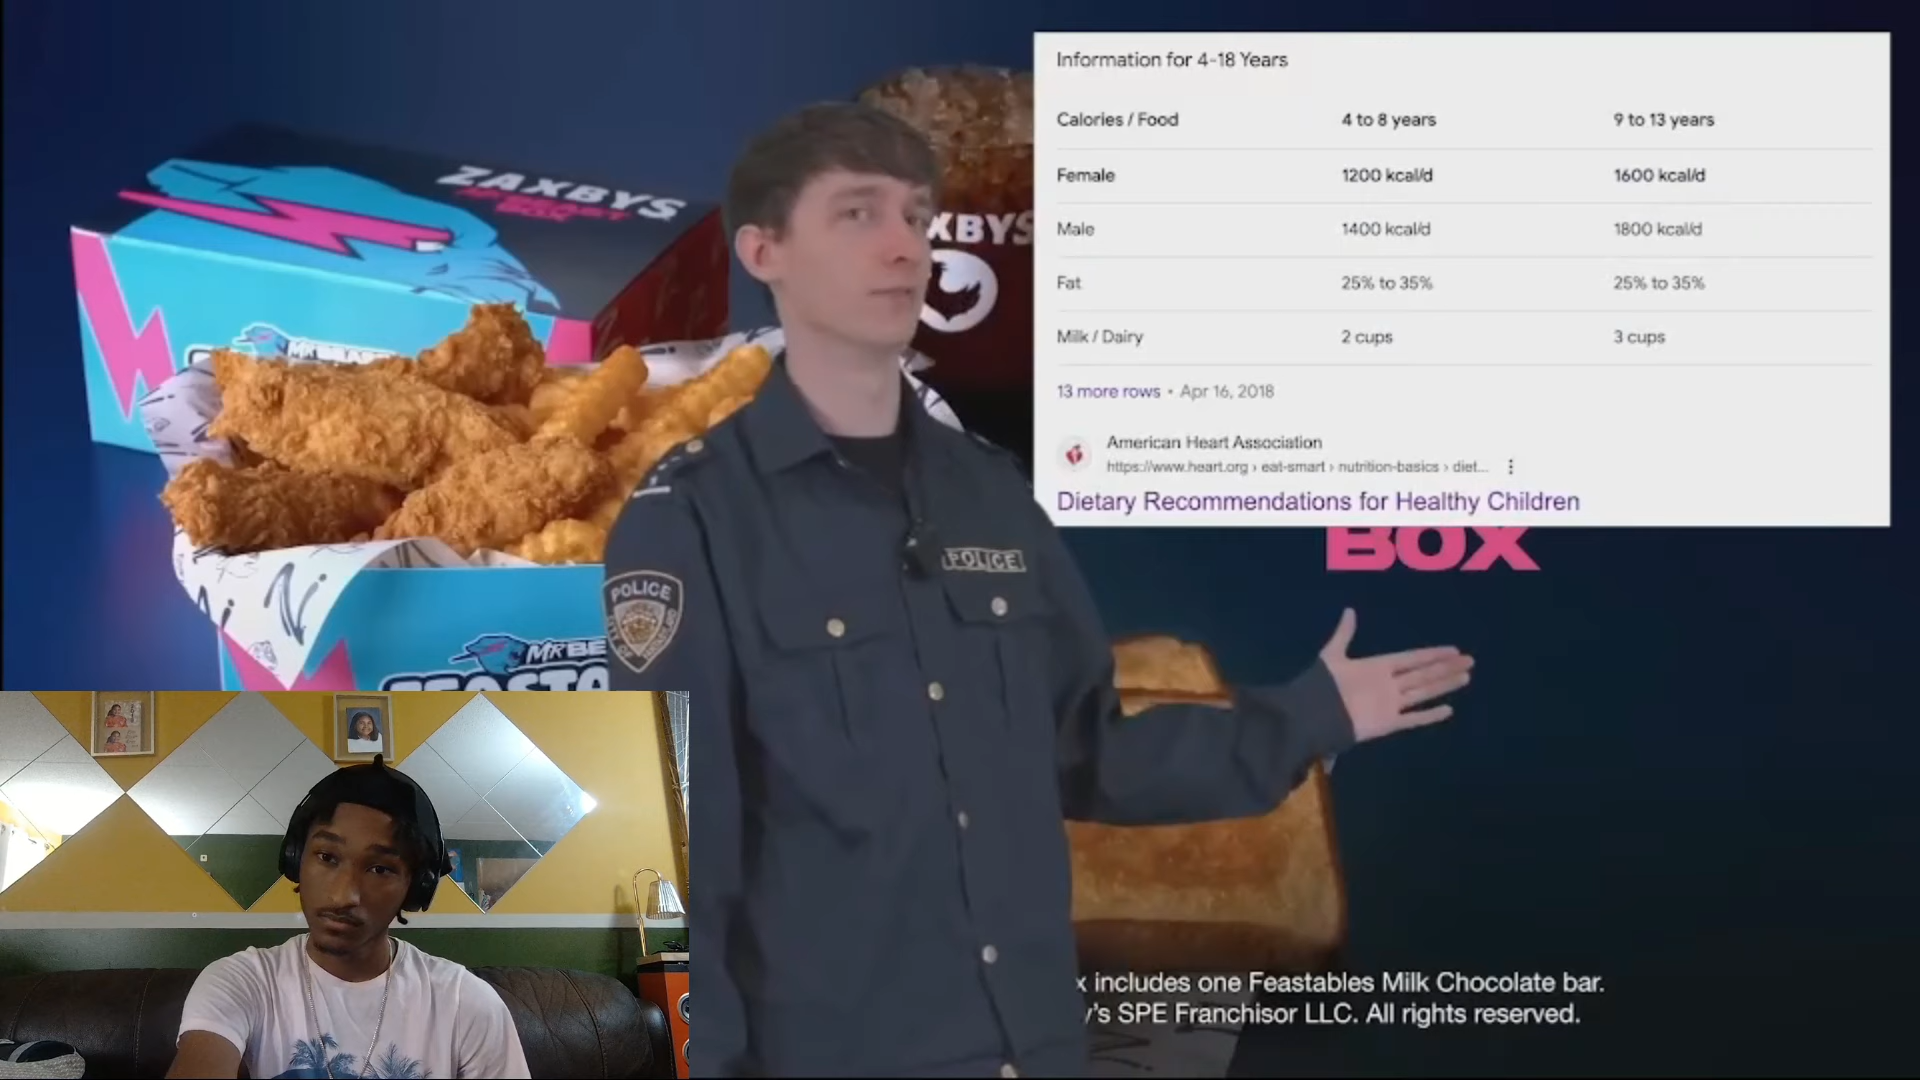 ZAXBYS
BOX
XBYS
MRBEA
MRBE
POLICE
POLICE
Information for 4-18 Years
Calories / Food 4 to 8 years 9 to 13 years
Female 1200 kcal/d 1600 kcal/d
Male 1400 kcal/d 1800 kcal/d
Fat 25% to 35% 25% to 35%
Milk / Dairy 2 cups 3 cups
13 more rows • Apr 16, 2018
American Heart Association
https://www.heart.org › eat-smart › nutrition-basics › diet...
Dietary Recommendations for Healthy Children
BOX
x includes one Feastables Milk Chocolate bar.
y's SPE Franchisor LLC. All rights reserved.